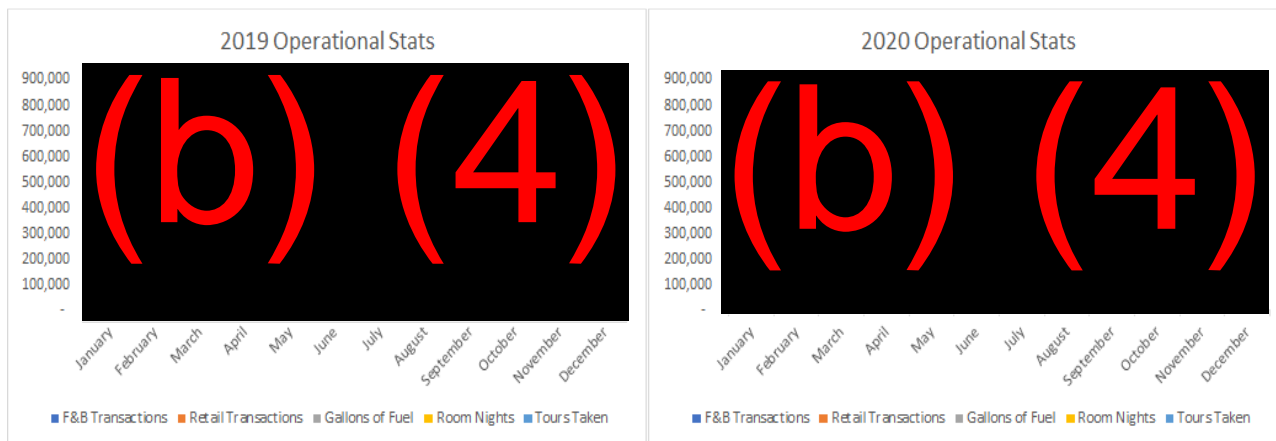 2019 Operational Stats
900,000
800,000
700,000
600,000
500,000
400,000
300,000
200,000
100,000
-
(b) (4)
January
February
March
April
May
June
July
August
September
October
November
December
F&B Transactions Retail Transactions Gallons of Fuel Room Nights Tours Taken
2020 Operational Stats
900,000
800,000
700,000
600,000
500,000
400,000
300,000
200,000
100,000
-
(b) (4)
January
February
March
April
May
June
July
August
September
October
November
December
F&B Transactions Retail Transactions Gallons of Fuel Room Nights Tours Taken